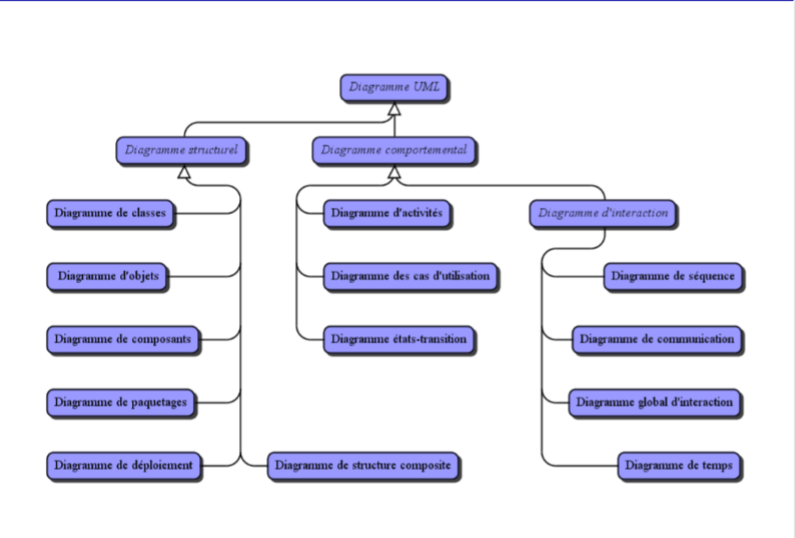 Diagramme UML
Diagramme structurel
Diagramme comportemental
Diagramme de classes
Diagramme d'activités
Diagramme d'interaction
Diagramme d'objets
Diagramme des cas d'utilisation
Diagramme de séquence
Diagramme de composants
Diagramme états-transition
Diagramme de communication
Diagramme de paquetages
Diagramme global d'interaction
Diagramme de déploiement
Diagramme de structure composite
Diagramme de temps